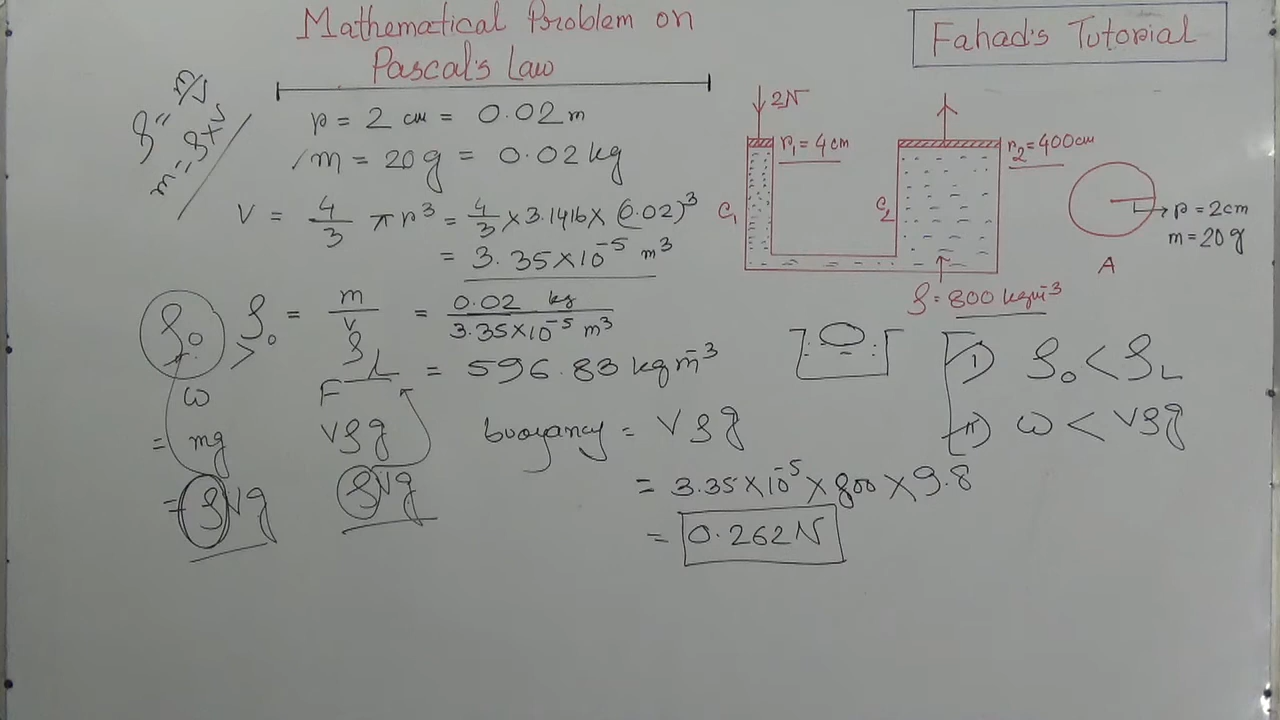 Mathematical Problem on
Pascal's Law
Fahad's Tutorial
ρ = m/v
m = ρ×v
r = 2 cm = 0.02 m
m = 20g = 0.02 kg
V = 4/3 πr³ = 4/3 × 3.1416 × (0.02)³
= 3.35×10⁻⁵ m³
ρ₀ ρ₀ = m/v = 0.02 kg / 3.35×10⁻⁵ m³
> ρL = 596.83 kgm⁻³
W F
= mg Vρg
= ρVg ρVg
buoyancy = Vρg
= 3.35×10⁻⁵ × 800 × 9.8
= 0.262N
2N
r₁ = 4cm
r₂ = 400cm
C₁
C₂
ρ = 800 kgm⁻³
r = 2cm
m = 20g
A
I) ρ₀ < ρL
II) W < Vρg